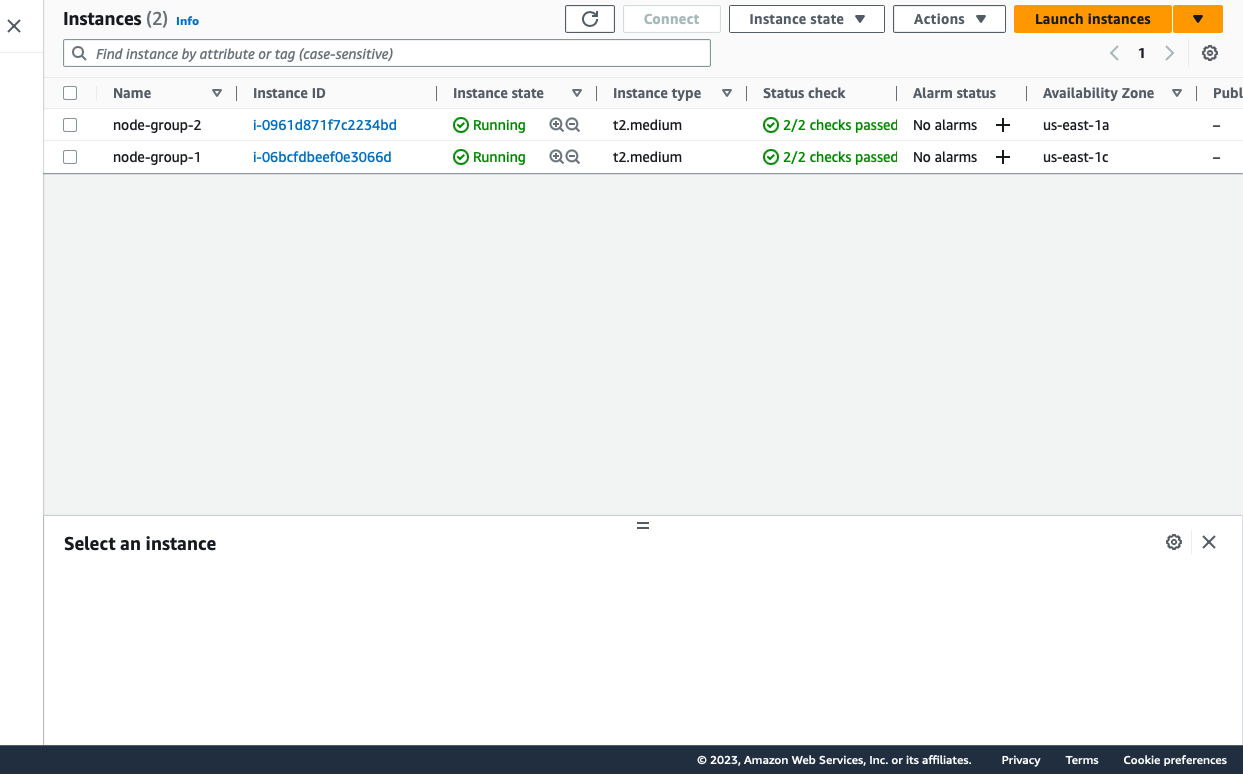 Instances (2) Info
Connect
Instance state
Actions
Launch instances
Find instance by attribute or tag (case-sensitive)
1
Name Instance ID Instance state Instance type Status check Alarm status Availability Zone Publ
node-group-2 i-0961d871f7c2234bd Running t2.medium 2/2 checks passed No alarms + us-east-1a –
node-group-1 i-06bcfdbeef0e3066d Running t2.medium 2/2 checks passed No alarms + us-east-1c –
Select an instance
© 2023, Amazon Web Services, Inc. or its affiliates. Privacy Terms Cookie preferences